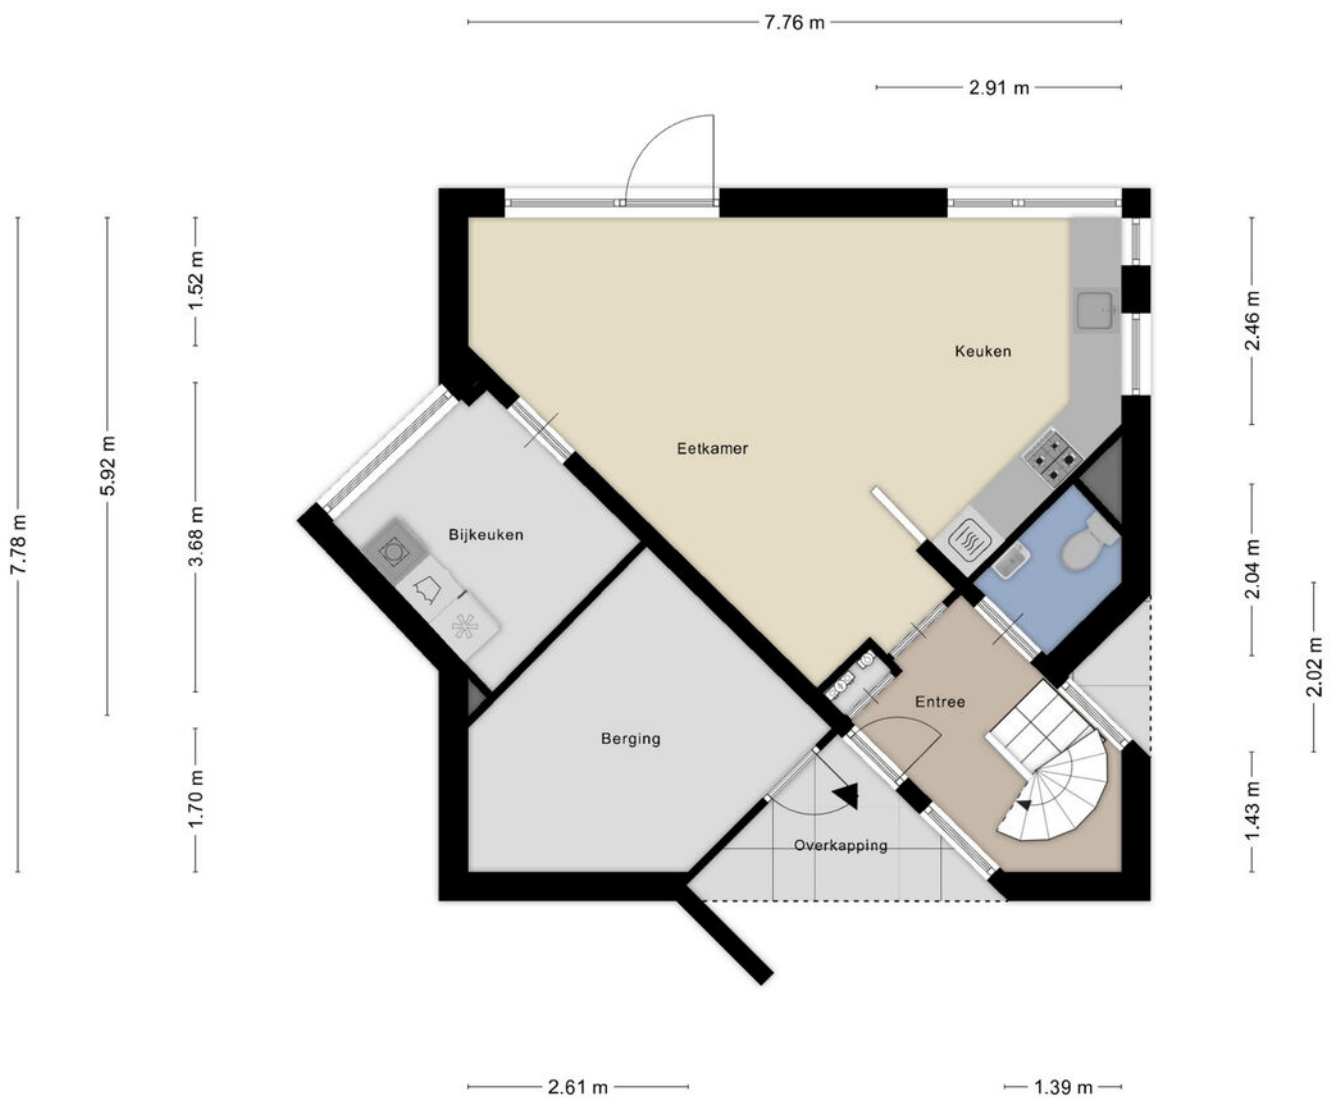 7.76 m
2.91 m
1.52 m
2.46 m
Keuken
Eetkamer
5.92 m
7.78 m
3.68 m
Bijkeuken
2.04 m
2.02 m
Entree
Berging
1.70 m
1.43 m
Overkapping
2.61 m
1.39 m